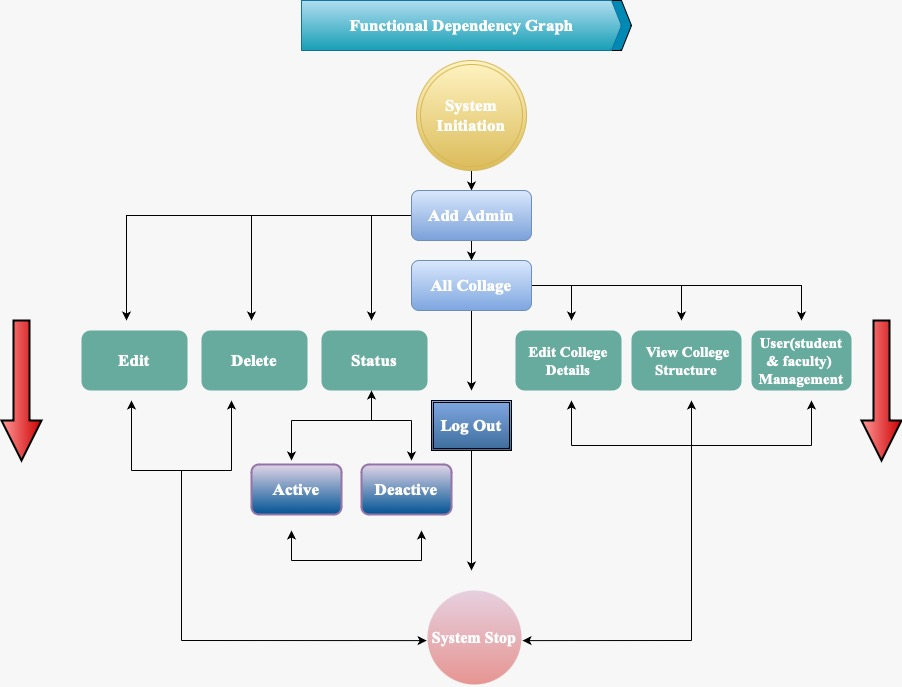 Functional Dependency Graph
System
Initiation
Add Admin
All Collage
Edit
Delete
Status
Edit College
Details
View College
Structure
User(student
& faculty)
Management
Log Out
Active
Deactive
System Stop